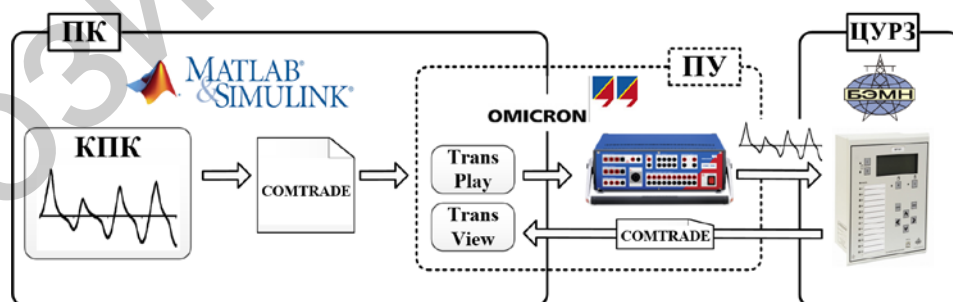 ПК
MATLAB®
&SIMULINK®
КПК
COMTRADE
ПУ
OMICRON
Trans
Play
Trans
View
COMTRADE
ЦУРЗ
БЭМН